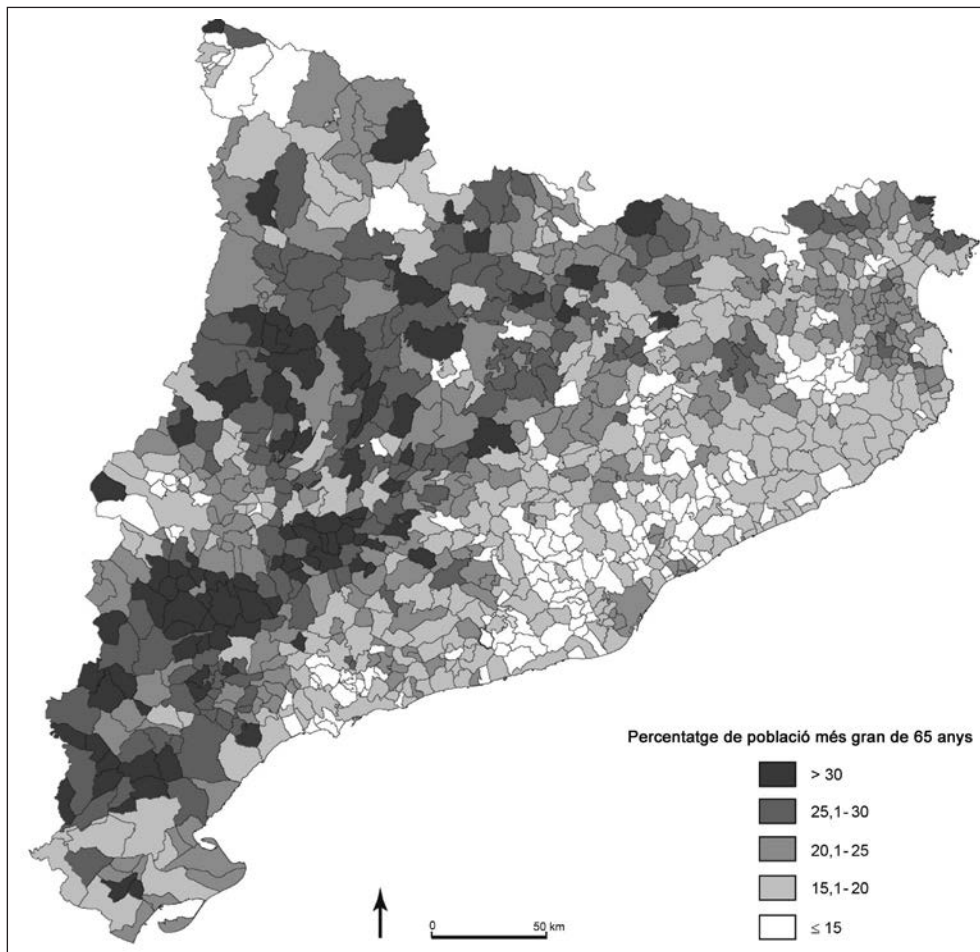 Percentatge de població més gran de 65 anys
> 30
25,1- 30
20,1- 25
15,1- 20
≤ 15
0 50 km